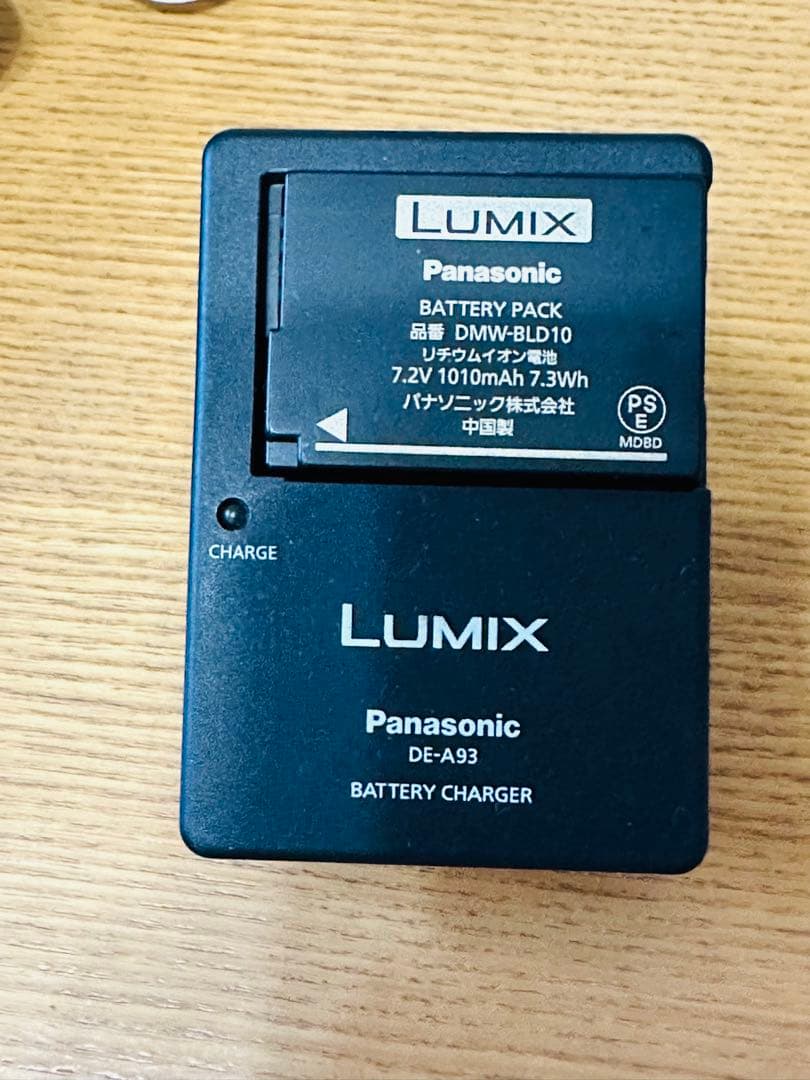 LUMIX
Panasonic
BATTERY PACK
品番 DMW-BLD10
リチウムイオン電池
7.2V 1010mAh 7.3Wh
パナソニック株式会社
中国製
PS
E
MDBD
CHARGE
LUMIX
Panasonic
DE-A93
BATTERY CHARGER